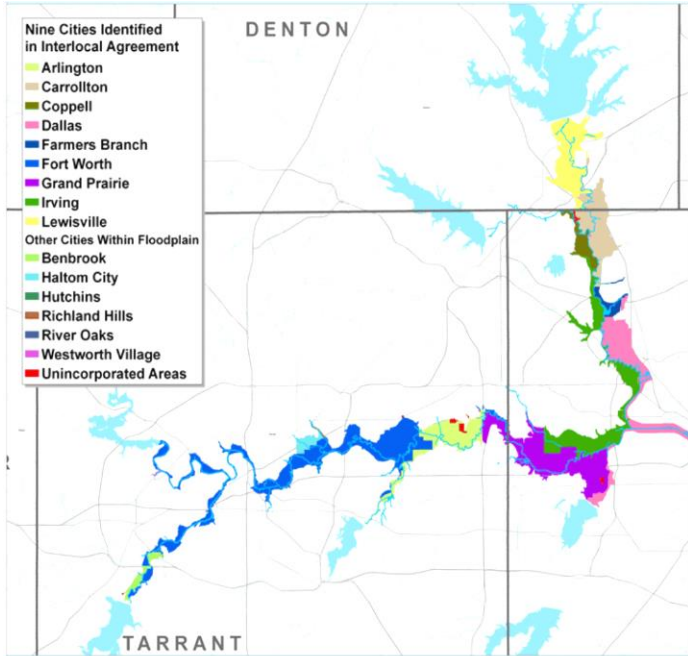 DENTON
Nine Cities Identified
in Interlocal Agreement
Arlington
Carrollton
Coppell
Dallas
Farmers Branch
Fort Worth
Grand Prairie
Irving
Lewisville
Other Cities Within Floodplain
Benbrook
Haltom City
Hutchins
Richland Hills
River Oaks
Westworth Village
Unincorporated Areas
TARRANT